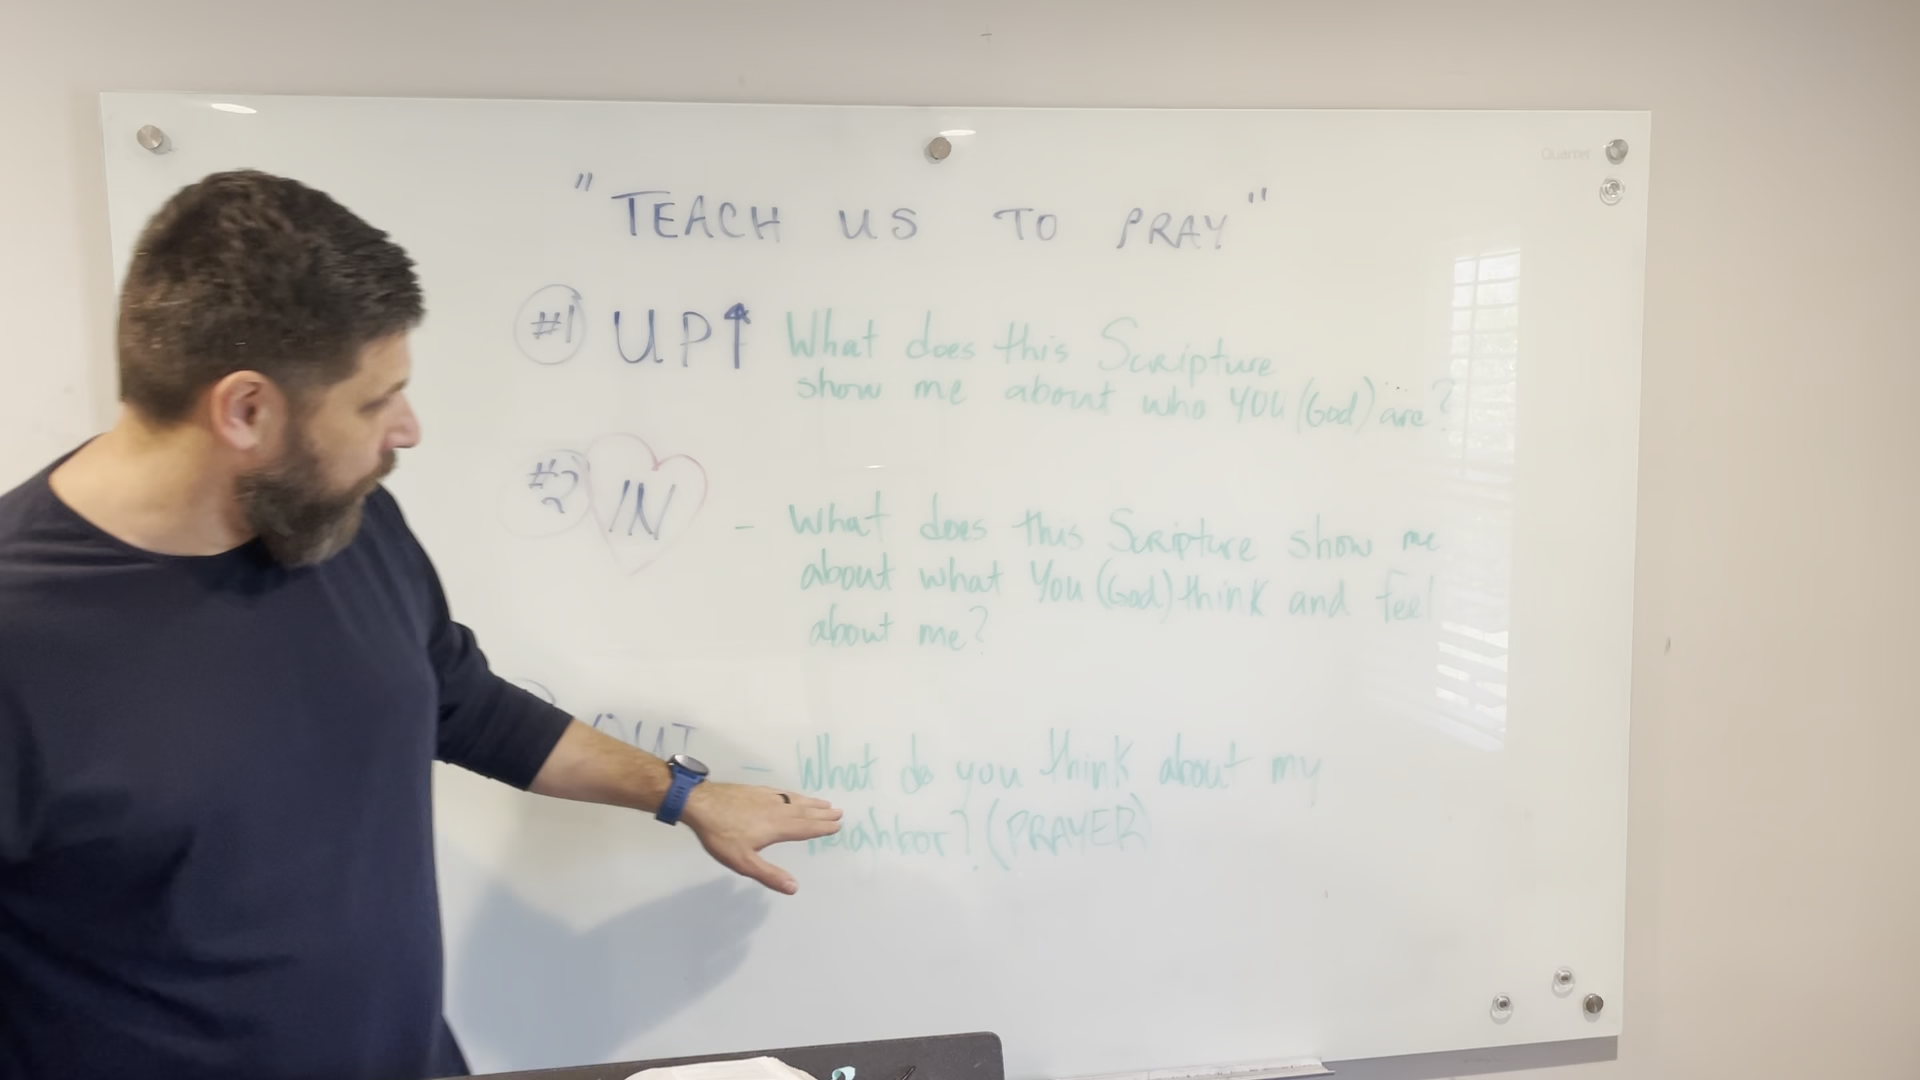 "TEACH US TO PRAY"
#1 UP↑ What does this Scripture
show me about who YOU (God) are?
#2 IN - What does this Scripture show me
about what You (God) think and feel
about me?
OUT - What do you think about my
neighbor? (PRAYER)
Quartet